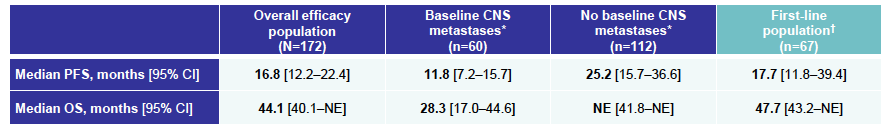 Overall efficacy population (N=172) Baseline CNS metastases* (n=60) No baseline CNS metastases* (n=112) First-line population† (n=67)
Median PFS, months [95% CI] 16.8 [12.2–22.4] 11.8 [7.2–15.7] 25.2 [15.7–36.6] 17.7 [11.8–39.4]
Median OS, months [95% CI] 44.1 [40.1–NE] 28.3 [17.0–44.6] NE [41.8–NE] 47.7 [43.2–NE]